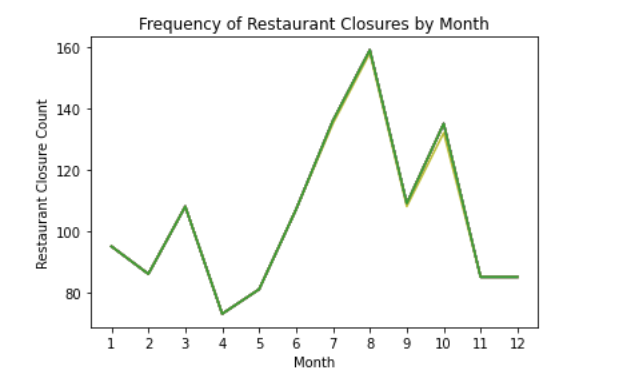 Frequency of Restaurant Closures by Month
160
140
120
100
80
Restaurant Closure Count
1 2 3 4 5 6 7 8 9 10 11 12
Month